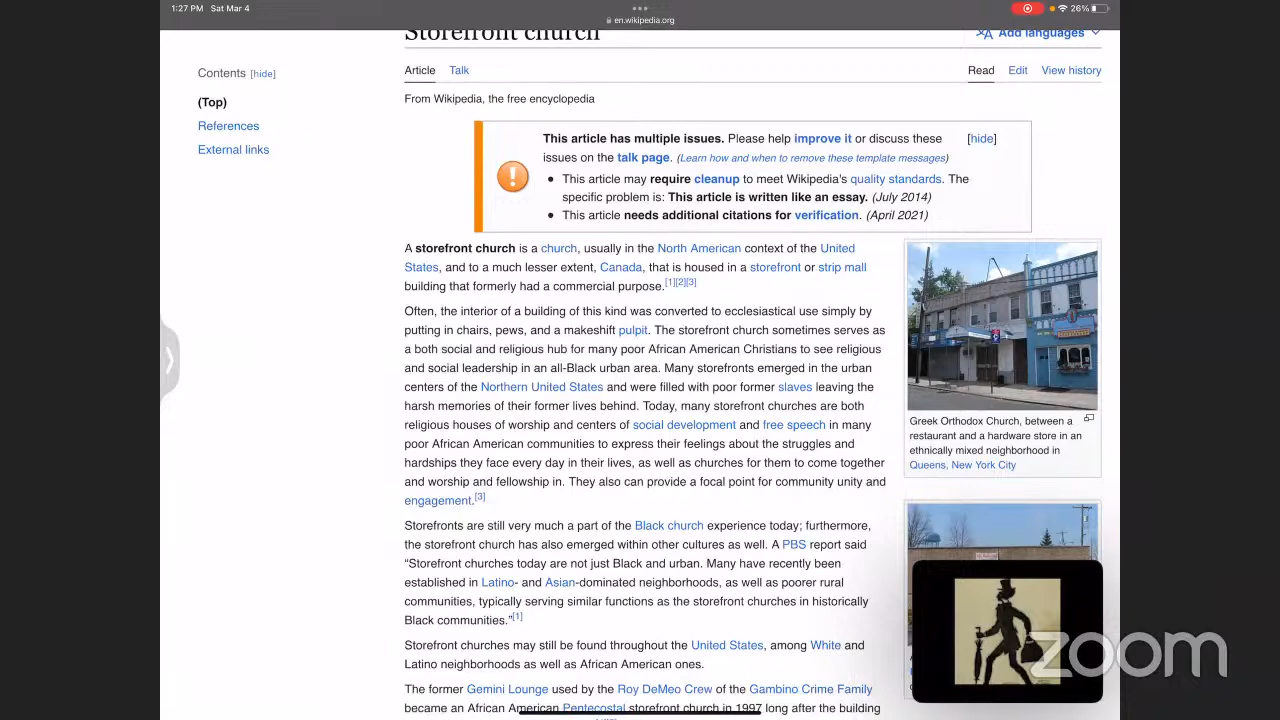 1:27 PM Sat Mar 4
26%
en.wikipedia.org
Storefront church
Add languages
Contents [hide]
(Top)
References
External links
Article Talk
Read Edit View history
From Wikipedia, the free encyclopedia
This article has multiple issues. Please help improve it or discuss these
issues on the talk page. (Learn how and when to remove these template messages)
[hide]
• This article may require cleanup to meet Wikipedia's quality standards. The
specific problem is: This article is written like an essay. (July 2014)
• This article needs additional citations for verification. (April 2021)
A storefront church is a church, usually in the North American context of the United
States, and to a much lesser extent, Canada, that is housed in a storefront or strip mall
building that formerly had a commercial purpose.[1][2][3]
Often, the interior of a building of this kind was converted to ecclesiastical use simply by
putting in chairs, pews, and a makeshift pulpit. The storefront church sometimes serves as
a both social and religious hub for many poor African American Christians to see religious
and social leadership in an all-Black urban area. Many storefronts emerged in the urban
centers of the Northern United States and were filled with poor former slaves leaving the
harsh memories of their former lives behind. Today, many storefront churches are both
religious houses of worship and centers of social development and free speech in many
poor African American communities to express their feelings about the struggles and
hardships they face every day in their lives, as well as churches for them to come together
and worship and fellowship in. They also can provide a focal point for community unity and
engagement.[3]
Storefronts are still very much a part of the Black church experience today; furthermore,
the storefront church has also emerged within other cultures as well. A PBS report said
“Storefront churches today are not just Black and urban. Many have recently been
established in Latino- and Asian-dominated neighborhoods, as well as poorer rural
communities, typically serving similar functions as the storefront churches in historically
Black communities.”[1]
Storefront churches may still be found throughout the United States, among White and
Latino neighborhoods as well as African American ones.
The former Gemini Lounge used by the Roy DeMeo Crew of the Gambino Crime Family
became an African American Pentecostal storefront church in 1997 long after the building
Greek Orthodox Church, between a
restaurant and a hardware store in an
ethnically mixed neighborhood in
Queens, New York City
zoom